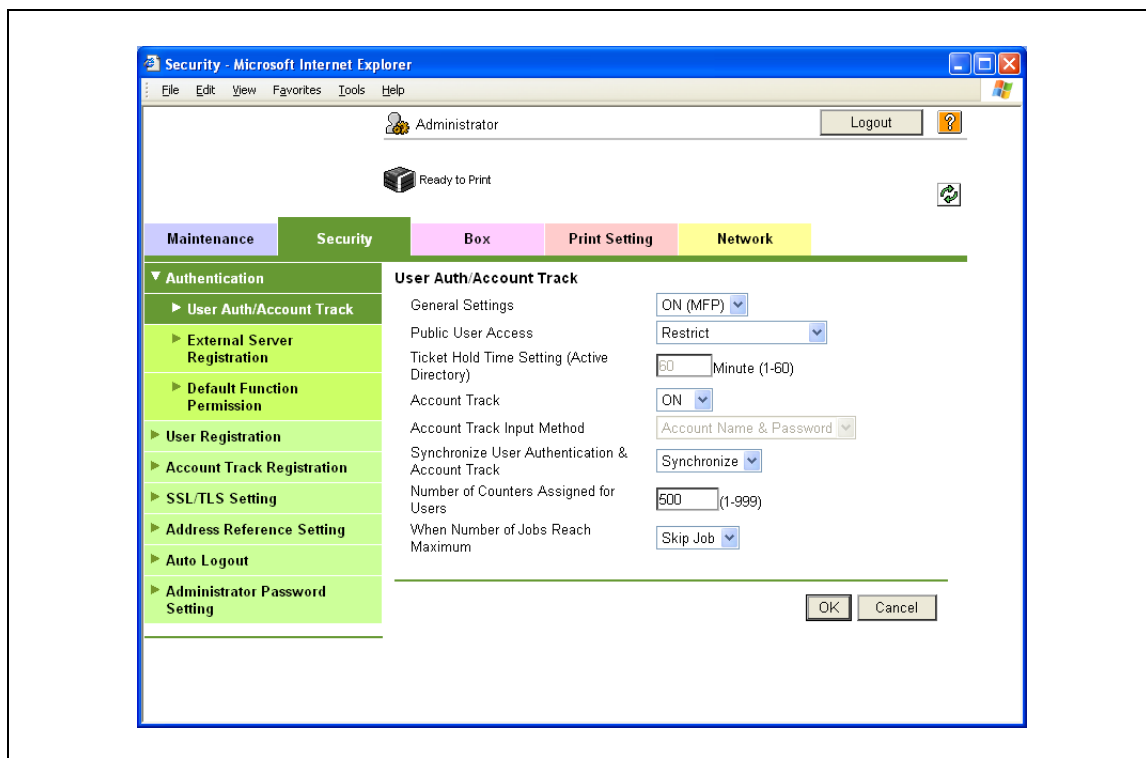 Security - Microsoft Internet Explorer
File Edit View Favorites Tools Help
Administrator
Logout
?
Ready to Print
Maintenance
Security
Box
Print Setting
Network
Authentication
User Auth/Account Track
External Server
Registration
Default Function
Permission
User Registration
Account Track Registration
SSL/TLS Setting
Address Reference Setting
Auto Logout
Administrator Password
Setting
User Auth/Account Track
General Settings
ON (MFP)
Public User Access
Restrict
Ticket Hold Time Setting (Active
Directory)
60 Minute (1-60)
Account Track
ON
Account Track Input Method
Account Name & Password
Synchronize User Authentication &
Account Track
Synchronize
Number of Counters Assigned for
Users
500 (1-999)
When Number of Jobs Reach
Maximum
Skip Job
OK
Cancel